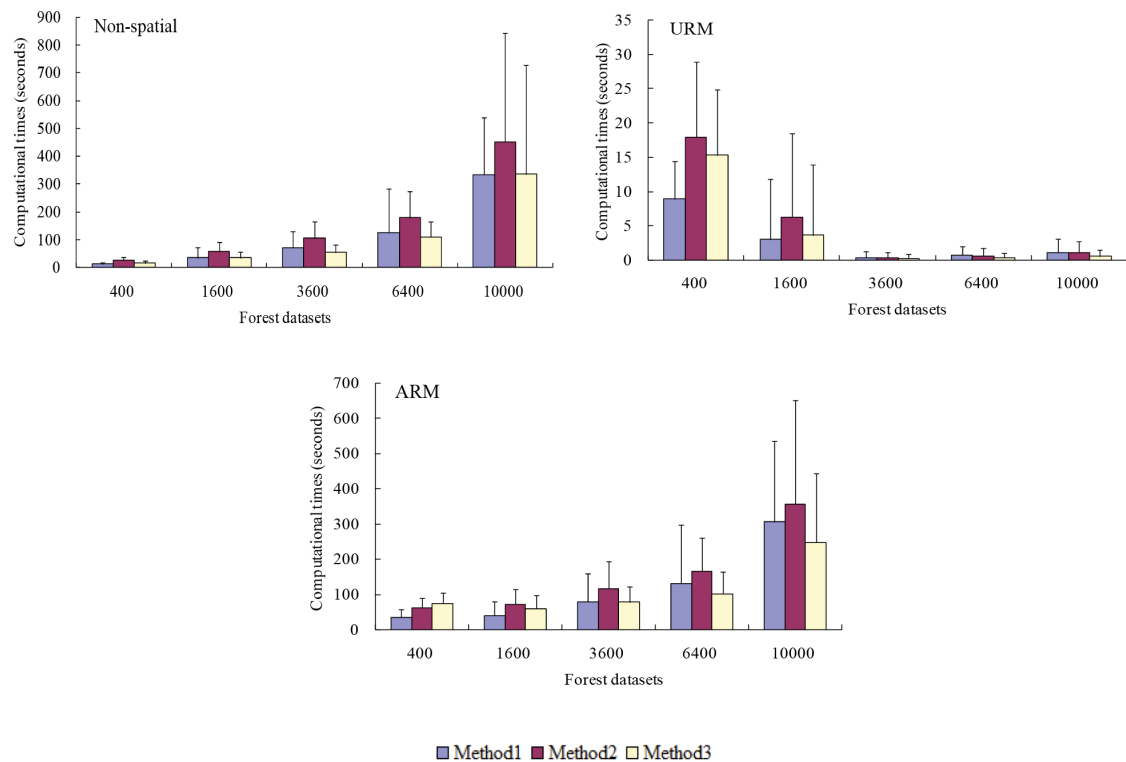 Non-spatial
Computational times (seconds)
900
800
700
600
500
400
300
200
100
0
400 1600 3600 6400 10000
Forest datasets
URM
Computational times (seconds)
35
30
25
20
15
10
5
0
400 1600 3600 6400 10000
Forest datasets
ARM
Computational times (seconds)
700
600
500
400
300
200
100
0
400 1600 3600 6400 10000
Forest datasets
Method1 Method2 Method3